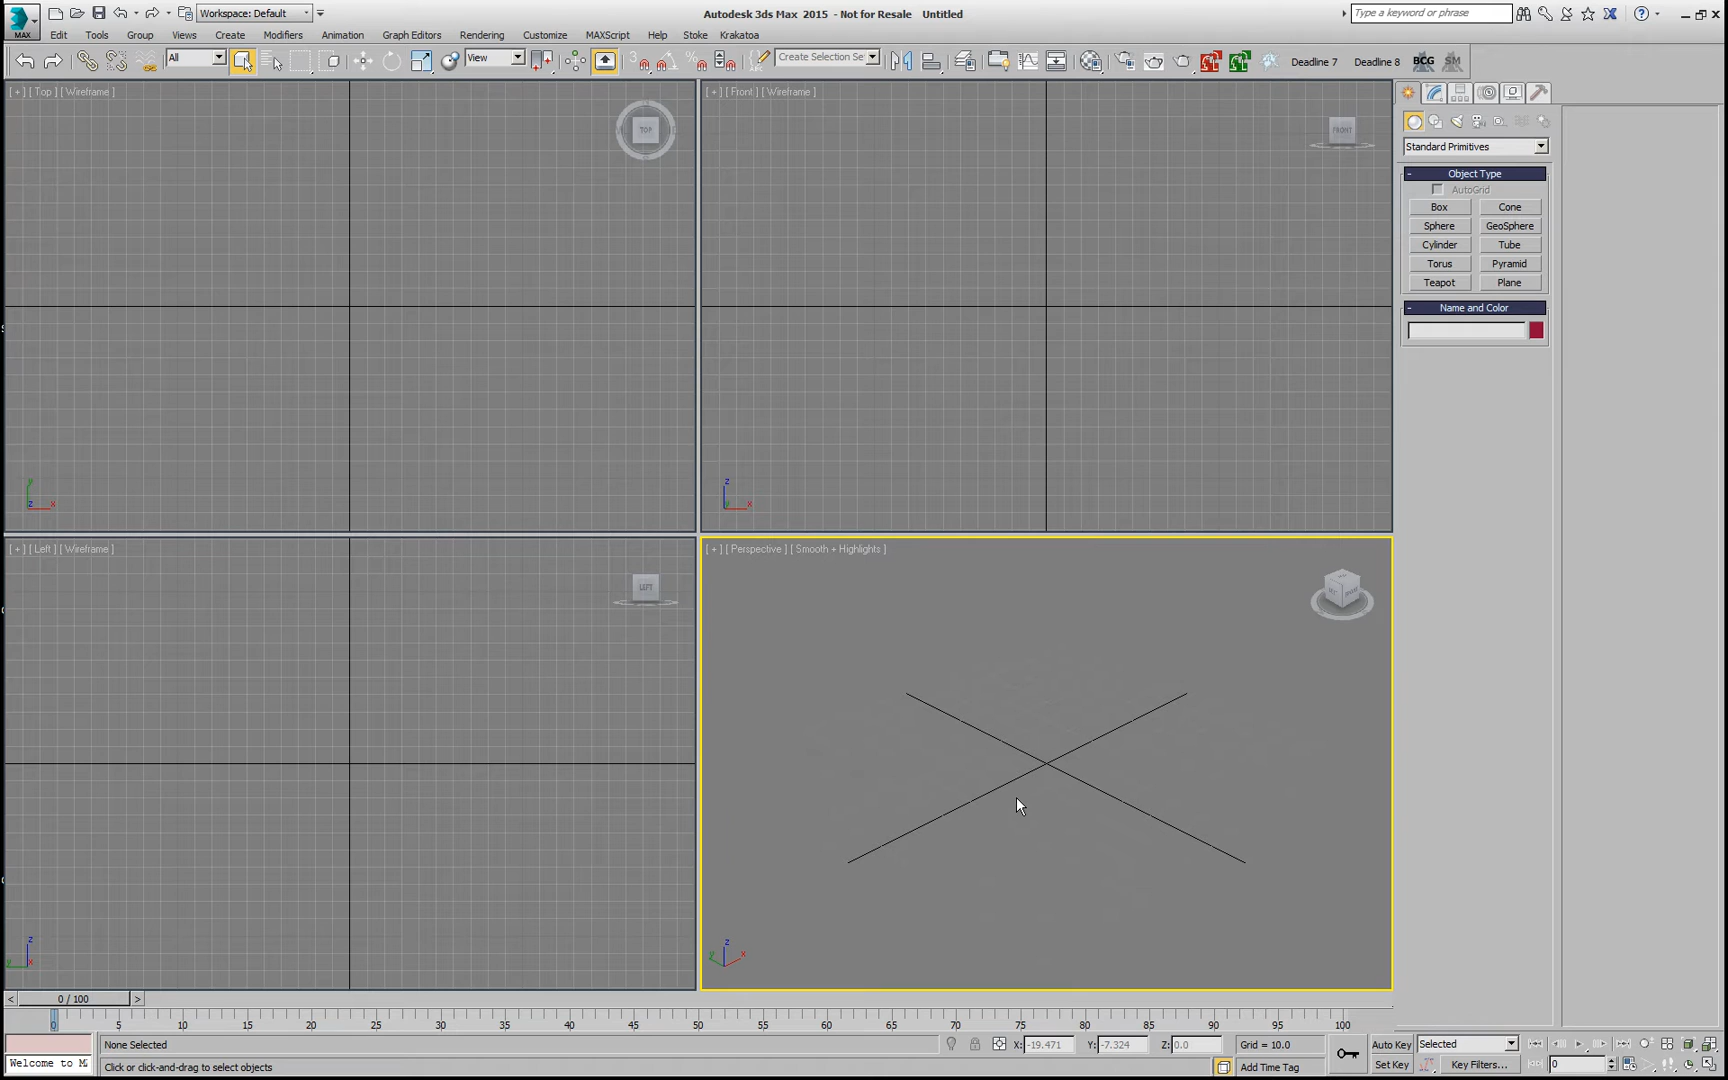 Workspace: Default
Autodesk 3ds Max 2015 - Not for Resale Untitled
Type a keyword or phrase
MAX
Edit Tools Group Views Create Modifiers Animation Graph Editors Rendering Customize MAXScript Help Stoke Krakatoa
All
View
3
Create Selection Se
Deadline 7 Deadline 8 BCG SM
[ + ] [ Top ] [ Wireframe ]
TOP
[ + ] [ Front ] [ Wireframe ]
FRONT
Standard Primitives
- Object Type
AutoGrid
Box Cone
Sphere GeoSphere
Cylinder Tube
Torus Pyramid
Teapot Plane
- Name and Color
y
z x
z
y x
[ + ] [ Left ] [ Wireframe ]
LEFT
[ + ] [ Perspective ] [ Smooth + Highlights ]
z
y x
z
y x
< 0 / 100 >
0 5 10 15 20 25 30 35 40 45 50 55 60 65 70 75 80 85 90 95 100
None Selected
X: -19.471 Y: -7.324 Z: 0.0 Grid = 10.0
Auto Key Selected
Welcome to M
Click or click-and-drag to select objects
Add Time Tag
Set Key Key Filters... 0